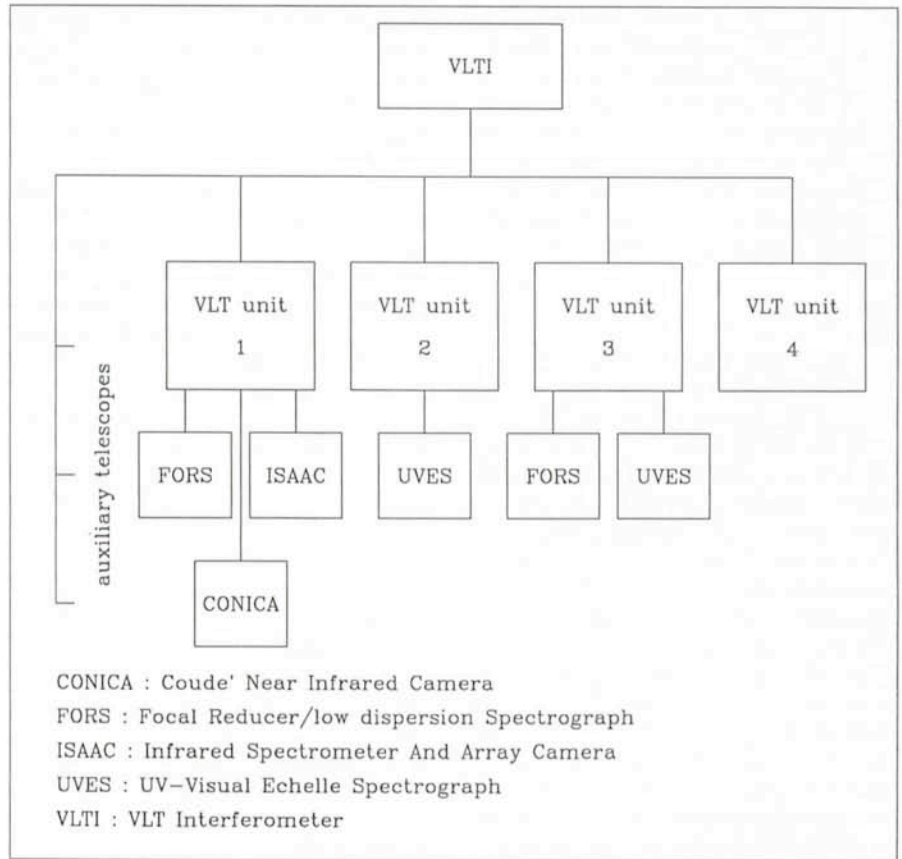 VLTI
VLT unit
1
VLT unit
2
VLT unit
3
VLT unit
4
auxiliary telescopes
FORS
ISAAC
UVES
FORS
UVES
CONICA
CONICA : Coude' Near Infrared Camera
FORS : Focal Reducer/low dispersion Spectrograph
ISAAC : Infrared Spectrometer And Array Camera
UVES : UV-Visual Echelle Spectrograph
VLTI : VLT Interferometer